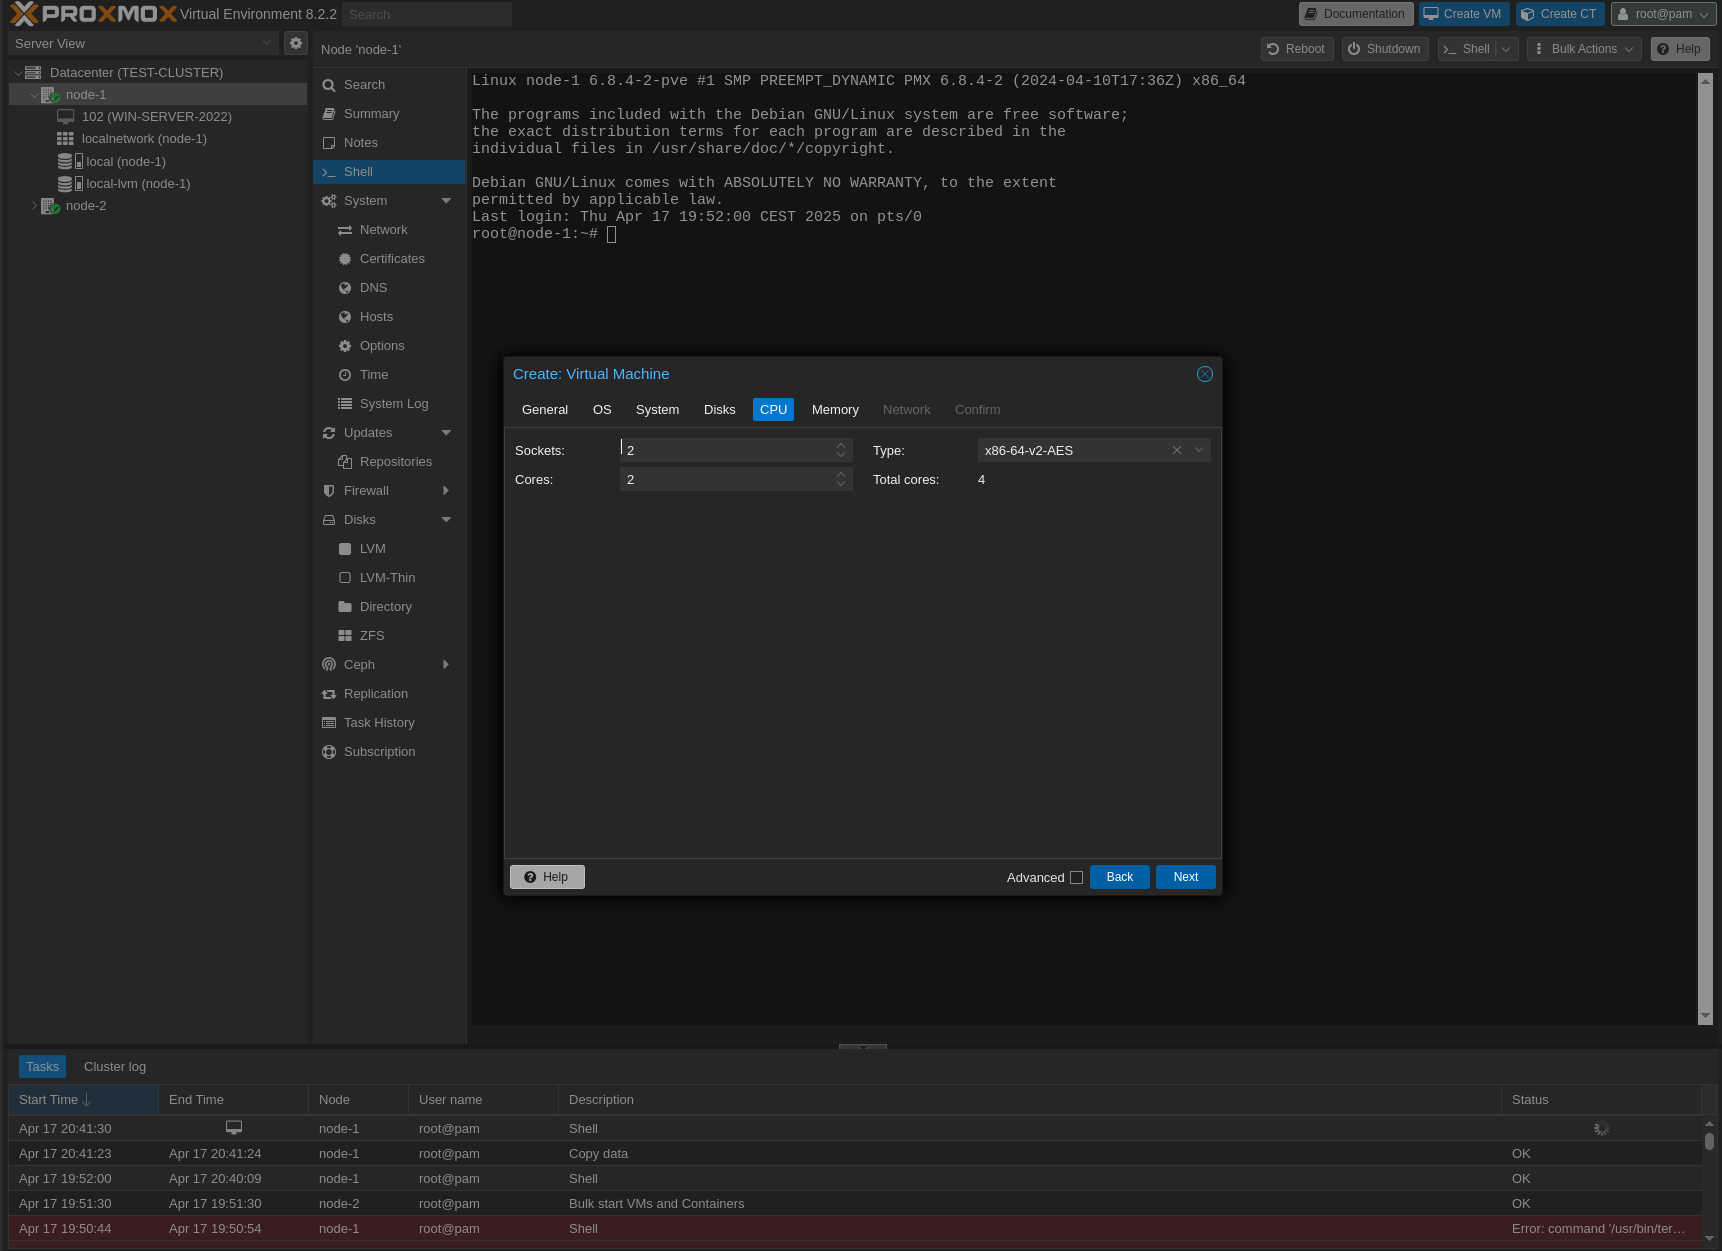 PROXMOX Virtual Environment 8.2.2 Search Documentation Create VM Create CT root@pam
Server View
Datacenter (TEST-CLUSTER)
node-1
102 (WIN-SERVER-2022)
localnetwork (node-1)
local (node-1)
local-lvm (node-1)
node-2
Node 'node-1' Reboot Shutdown Shell Bulk Actions Help
Search
Summary
Notes
Shell
System
Network
Certificates
DNS
Hosts
Options
Time
System Log
Updates
Repositories
Firewall
Disks
LVM
LVM-Thin
Directory
ZFS
Ceph
Replication
Task History
Subscription
Linux node-1 6.8.4-2-pve #1 SMP PREEMPT_DYNAMIC PMX 6.8.4-2 (2024-04-10T17:36Z) x86_64
The programs included with the Debian GNU/Linux system are free software;
the exact distribution terms for each program are described in the
individual files in /usr/share/doc/*/copyright.
Debian GNU/Linux comes with ABSOLUTELY NO WARRANTY, to the extent
permitted by applicable law.
Last login: Thu Apr 17 19:52:00 CEST 2025 on pts/0
root@node-1:~#
Create: Virtual Machine
General OS System Disks CPU Memory Network Confirm
Sockets: 2 Type: x86-64-v2-AES
Cores: 2 Total cores: 4
Help Advanced Back Next
Tasks Cluster log
Start Time End Time Node User name Description Status
Apr 17 20:41:30 node-1 root@pam Shell
Apr 17 20:41:23 Apr 17 20:41:24 node-1 root@pam Copy data OK
Apr 17 19:52:00 Apr 17 20:40:09 node-1 root@pam Shell OK
Apr 17 19:51:30 Apr 17 19:51:30 node-2 root@pam Bulk start VMs and Containers OK
Apr 17 19:50:44 Apr 17 19:50:54 node-1 root@pam Shell Error: command '/usr/bin/ter…